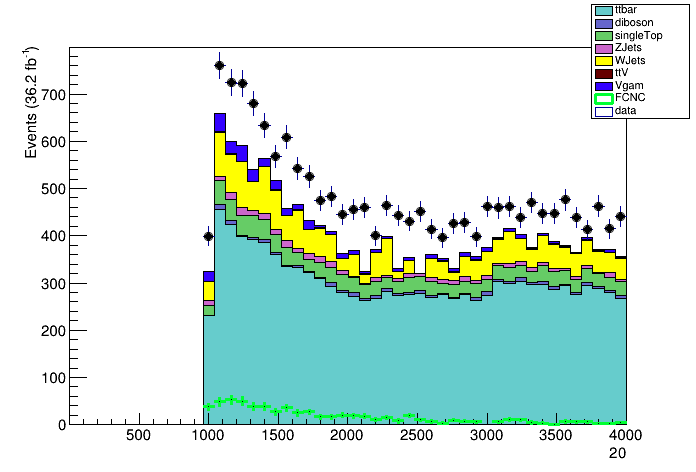 ttbar
diboson
singleTop
ZJets
WJets
ttV
Vgam
FCNC
data
Events (36.2 fb-1)
700
600
500
400
300
200
100
0
500 1000 1500 2000 2500 3000 3500 4000
20